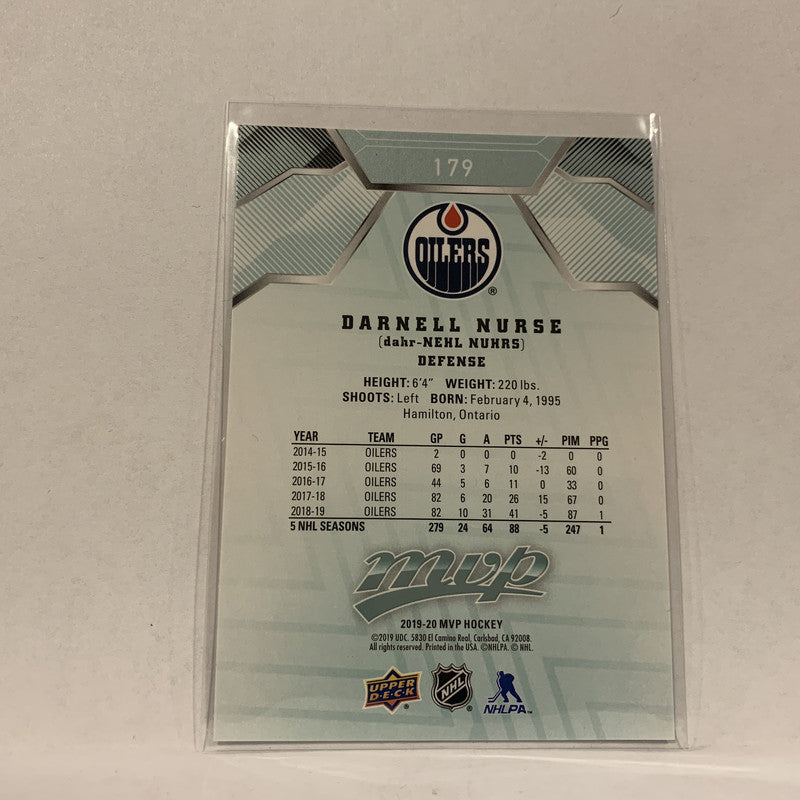 179
OILERS
®
DARNELL NURSE
(dahr-NEHL NUHRS)
DEFENSE
HEIGHT: 6'4" WEIGHT: 220 lbs.
SHOOTS: Left BORN: February 4, 1995
Hamilton, Ontario
YEAR TEAM GP G A PTS +/- PIM PPG
2014-15 OILERS 2 0 0 0 -2 0 0
2015-16 OILERS 69 3 7 10 -13 60 0
2016-17 OILERS 44 5 6 11 0 33 0
2017-18 OILERS 82 6 20 26 15 67 0
2018-19 OILERS 82 10 31 41 -5 87 1
5 NHL SEASONS 279 24 64 88 -5 247 1
mvp
2019-20 MVP HOCKEY
©2019 UDC. 5830 El Camino Real, Carlsbad, CA 92008.
All rights reserved. Printed in the USA. ©NHLPA. © NHL.
UPPER DECK® NHL® NHLPA™